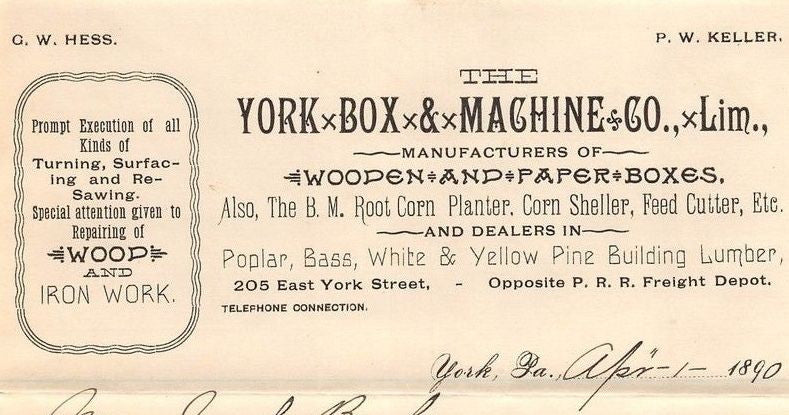 G. W. HESS.
P. W. KELLER.
Prompt Execution of all
Kinds of
Turning, Surfac-
ing and Re-
Sawing.
Special attention given to
Repairing of
WOOD
AND
IRON WORK.
THE
YORK×BOX×&×MACHINE CO.,×Lim.,
MANUFACTURERS OF
WOODEN÷AND÷PAPER÷BOXES.
Also, The B. M. Root Corn Planter, Corn Sheller, Feed Cutter, Etc.
AND DEALERS IN
Poplar, Bass, White & Yellow Pine Building Lumber,
205 East York Street, - Opposite P. R. R. Freight Depot.
TELEPHONE CONNECTION.
York, Pa., Apr -1- 1890